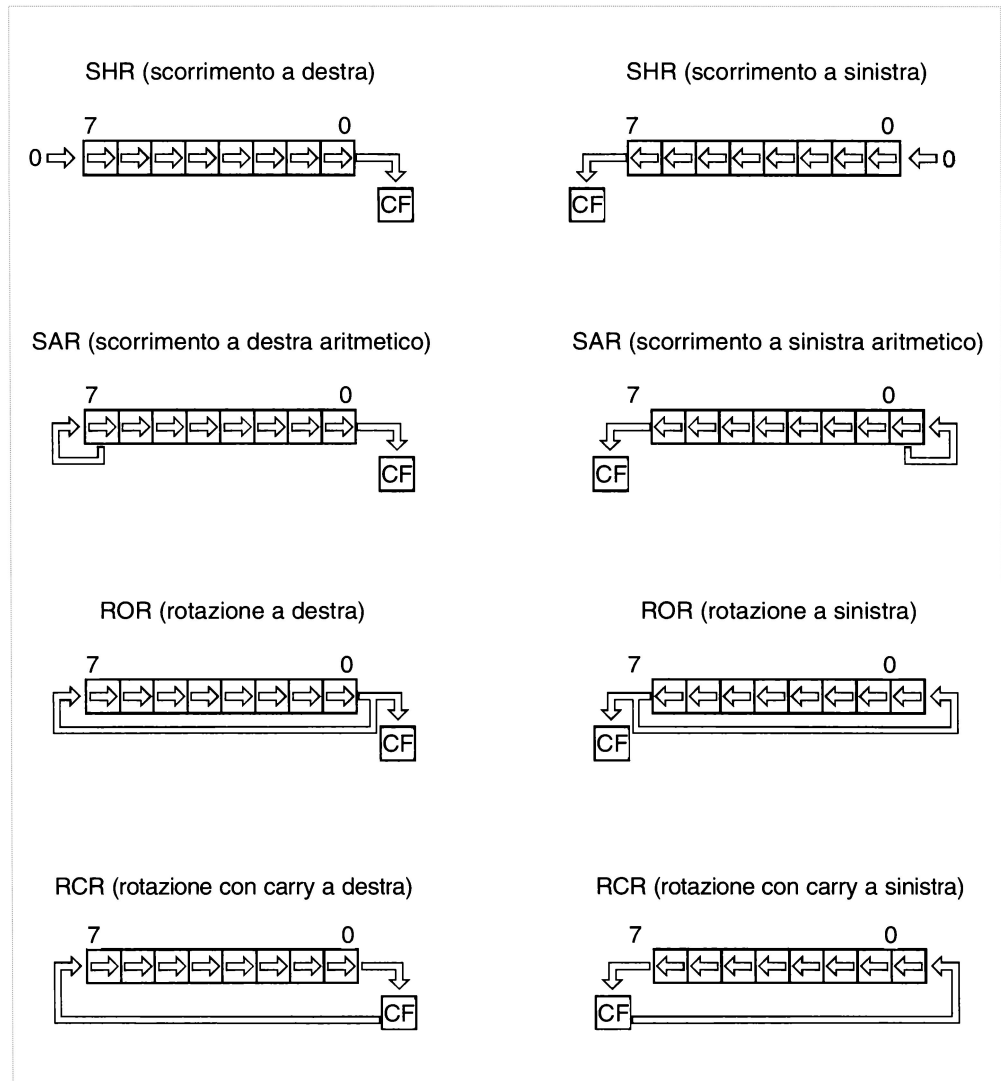 SHR (scorrimento a destra)
SHR (scorrimento a sinistra)
7 0
0
CF
7 0
0
CF
SAR (scorrimento a destra aritmetico)
SAR (scorrimento a sinistra aritmetico)
7 0
CF
7 0
CF
ROR (rotazione a destra)
ROR (rotazione a sinistra)
7 0
CF
7 0
CF
RCR (rotazione con carry a destra)
RCR (rotazione con carry a sinistra)
7 0
CF
7 0
CF